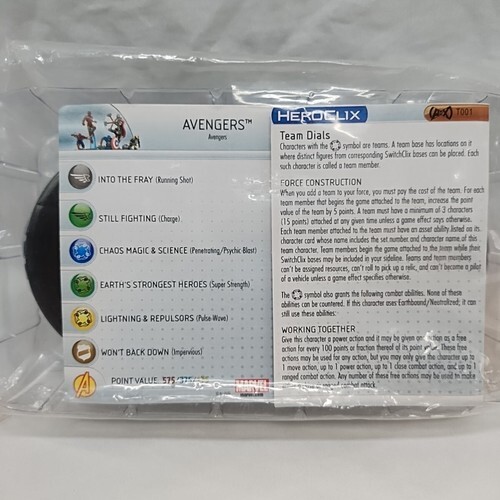 AVENGERS™
Avengers
INTO THE FRAY (Running Shot)
STILL FIGHTING (Charge)
CHAOS MAGIC & SCIENCE (Penetrating/Psychic-Blast)
EARTH'S STRONGEST HEROES (Super Strength)
LIGHTNING & REPULSORS (Pulse-Wave)
WON'T BACK DOWN (Impervious)
POINT VALUE 575
MARVEL
HEROCLIX
T001
Team Dials
Characters with the symbol are teams. A team base has locations on it
where distinct figures from corresponding SwitchClix bases can be placed. Each
such character is called a team member.
FORCE CONSTRUCTION
When you add a team to your force, you must pay the cost of the team. For each
team member that begins the game attached to the team, increase the point
value of the team by 5 points. A team must have a minimum of 3 characters
(15 points) attached at any given time unless a game effect says otherwise.
Each team member attached to the team must have an asset ability listed on its
character card whose name includes the set number and character name of this
team character. Team members begin the game attached to the team while their
SwitchClix bases may be included in your sideline. Teams and team members
can't be assigned resources, can't roll to pick up a relic, and can't become a pilot
of a vehicle unless a game effect specifies otherwise.
The symbol also grants the following combat abilities. None of these
abilities can be countered. If this character uses Earthbound/Neutralized; it can
still use these abilities:
WORKING TOGETHER
Give this character a power action and it may be given an action as a free
action for every 100 points or fraction thereof of its point value. These free
actions may be used for any action, but you may only give the character up to
1 move action, up to 1 power action, up to 1 close combat action, and up to 1
ranged combat action. Any number of these free actions may be used to make
combat attack.